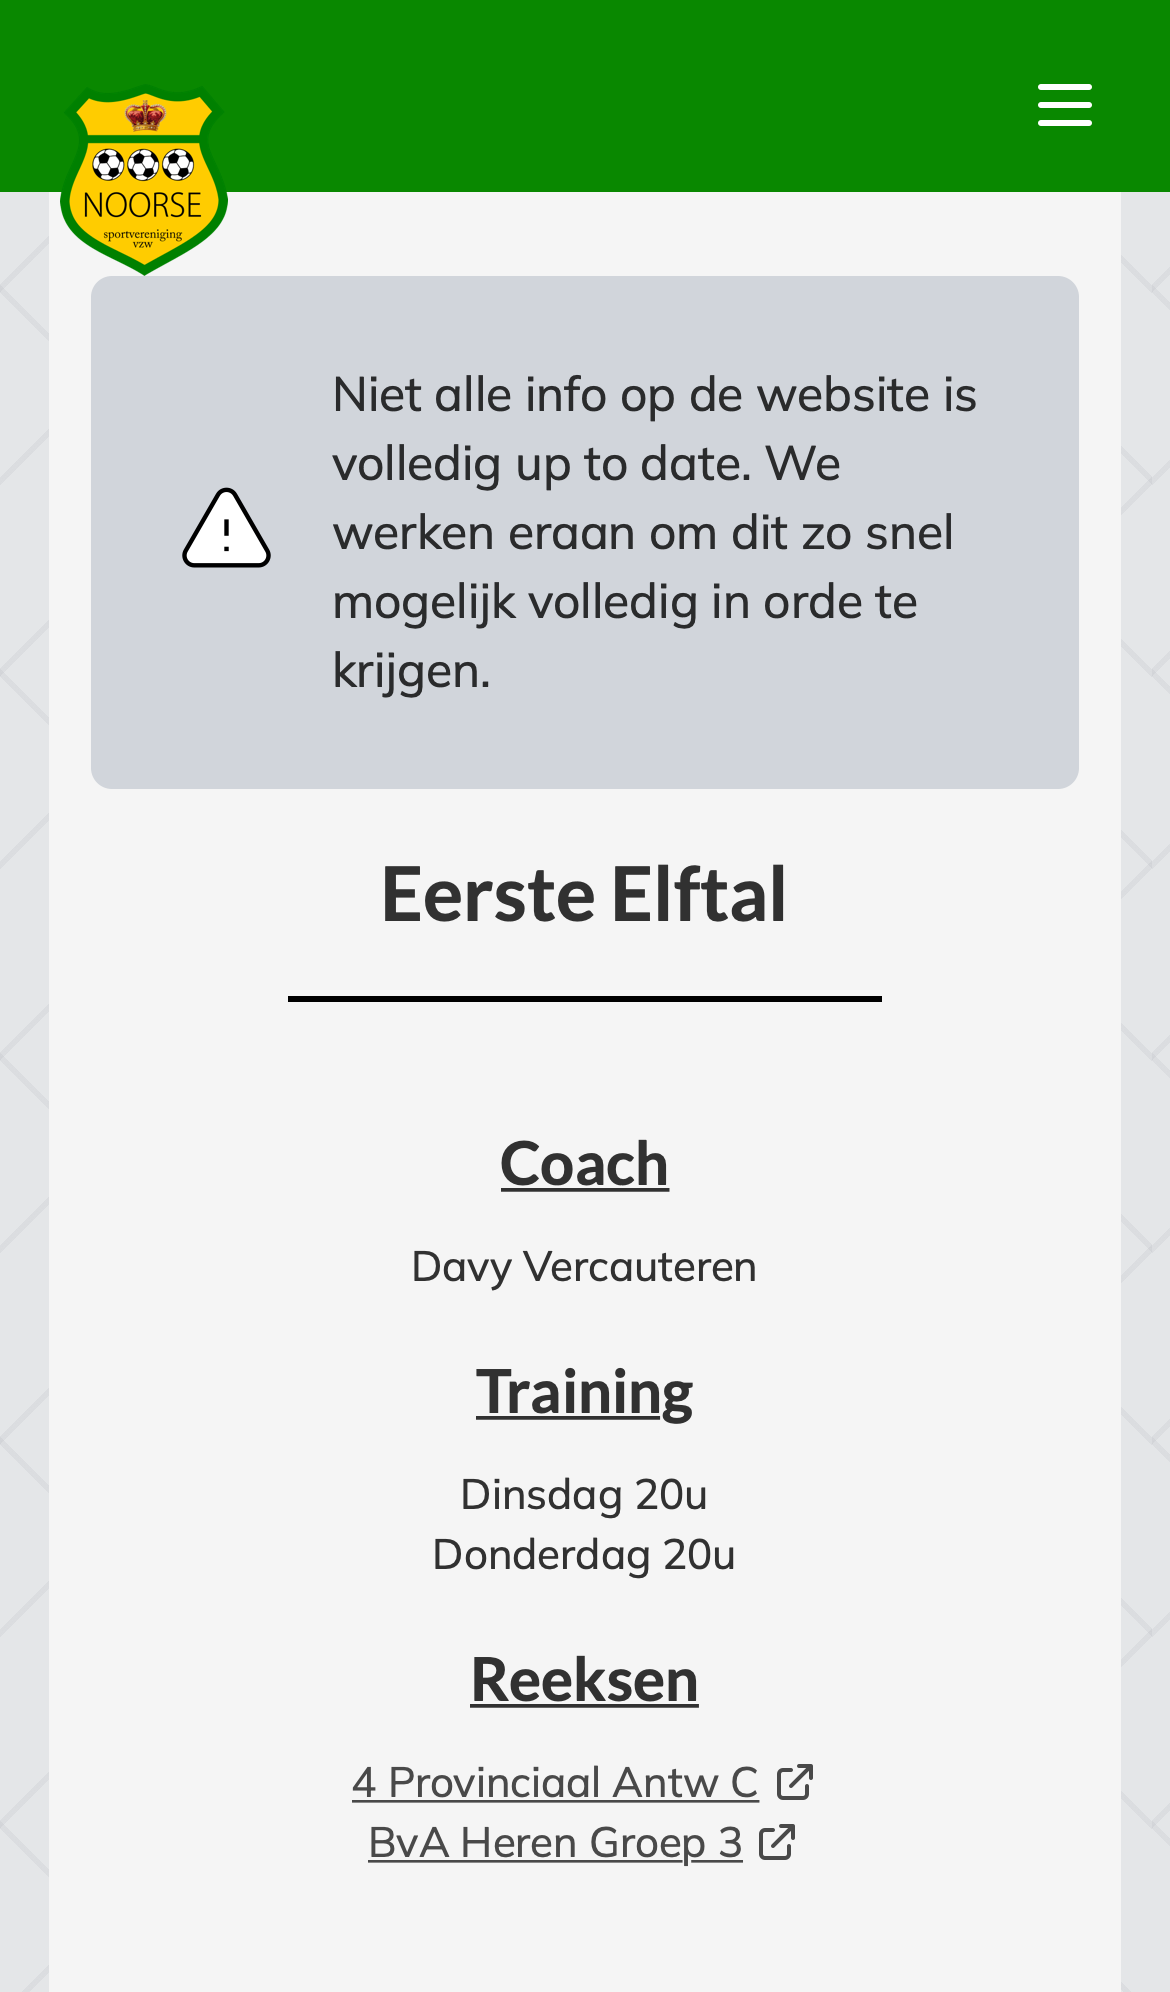 NOORSE
sportvereniging
vzw
Niet alle info op de website is
volledig up to date. We
werken eraan om dit zo snel
mogelijk volledig in orde te
krijgen.
Eerste Elftal
Coach
Davy Vercauteren
Training
Dinsdag 20u
Donderdag 20u
Reeksen
4 Provinciaal Antw C
BvA Heren Groep 3